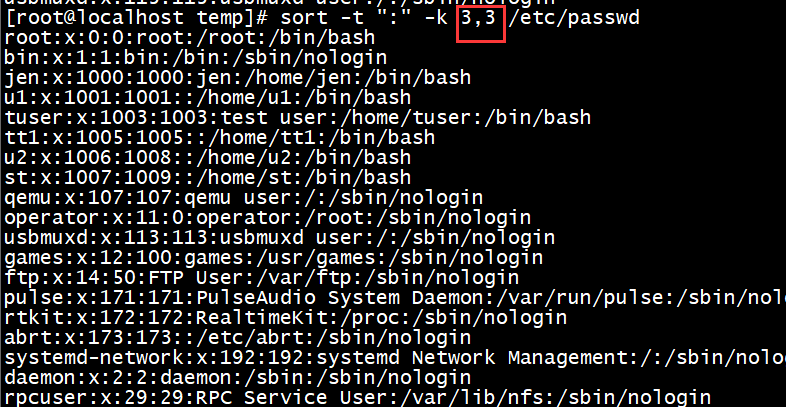 usbmuxd:x:113:113:usbmuxd user:/:/sbin/nologin
[root@localhost temp]# sort -t ":" -k 3,3 /etc/passwd
root:x:0:0:root:/root:/bin/bash
bin:x:1:1:bin:/bin:/sbin/nologin
jen:x:1000:1000:jen:/home/jen:/bin/bash
u1:x:1001:1001::/home/u1:/bin/bash
tuser:x:1003:1003:test user:/home/tuser:/bin/bash
tt1:x:1005:1005::/home/tt1:/bin/bash
u2:x:1006:1008::/home/u2:/bin/bash
st:x:1007:1009::/home/st:/bin/bash
qemu:x:107:107:qemu user:/:/sbin/nologin
operator:x:11:0:operator:/root:/sbin/nologin
usbmuxd:x:113:113:usbmuxd user:/:/sbin/nologin
games:x:12:100:games:/usr/games:/sbin/nologin
ftp:x:14:50:FTP User:/var/ftp:/sbin/nologin
pulse:x:171:171:PulseAudio System Daemon:/var/run/pulse:/sbin/nolo
rtkit:x:172:172:RealtimeKit:/proc:/sbin/nologin
abrt:x:173:173::/etc/abrt:/sbin/nologin
systemd-network:x:192:192:systemd Network Management:/:/sbin/nolo
daemon:x:2:2:daemon:/sbin:/sbin/nologin
rpcuser:x:29:29:RPC Service User:/var/lib/nfs:/sbin/nologin